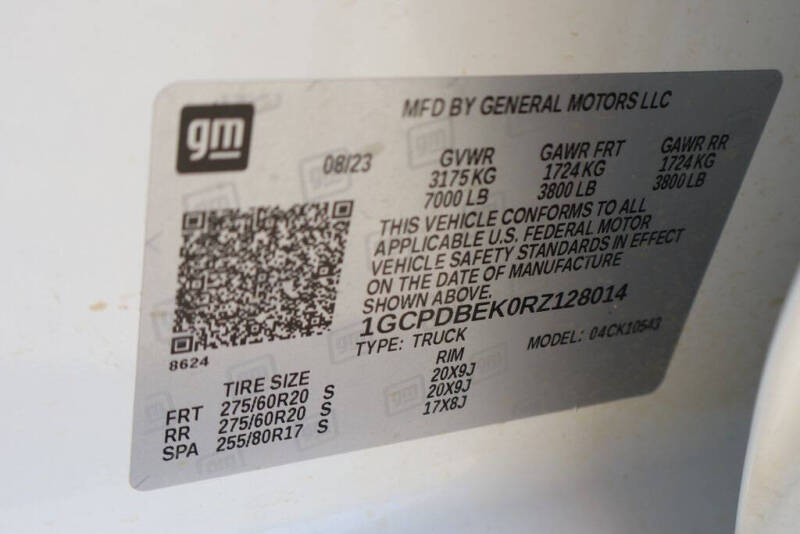 gm
MFD BY GENERAL MOTORS LLC
08/23
GVWR GAWR FRT GAWR RR
3175 KG 1724 KG 1724 KG
7000 LB 3800 LB 3800 LB
THIS VEHICLE CONFORMS TO ALL
APPLICABLE U.S. FEDERAL MOTOR
VEHICLE SAFETY STANDARDS IN EFFECT
ON THE DATE OF MANUFACTURE
SHOWN ABOVE.
1GCPDBEK0RZ128014
TYPE: TRUCK MODEL: 04CK10543
8624
TIRE SIZE RIM
FRT 275/60R20 S 20X9J
RR 275/60R20 S 20X9J
SPA 255/80R17 S 17X8J